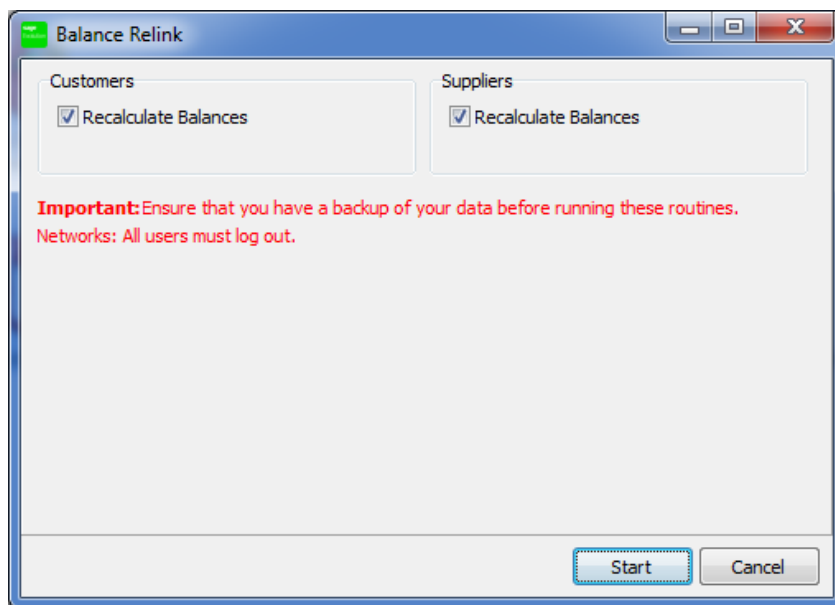 Balance Relink
Customers
Recalculate Balances
Suppliers
Recalculate Balances
Important:Ensure that you have a backup of your data before running these routines.
Networks: All users must log out.
Start
Cancel